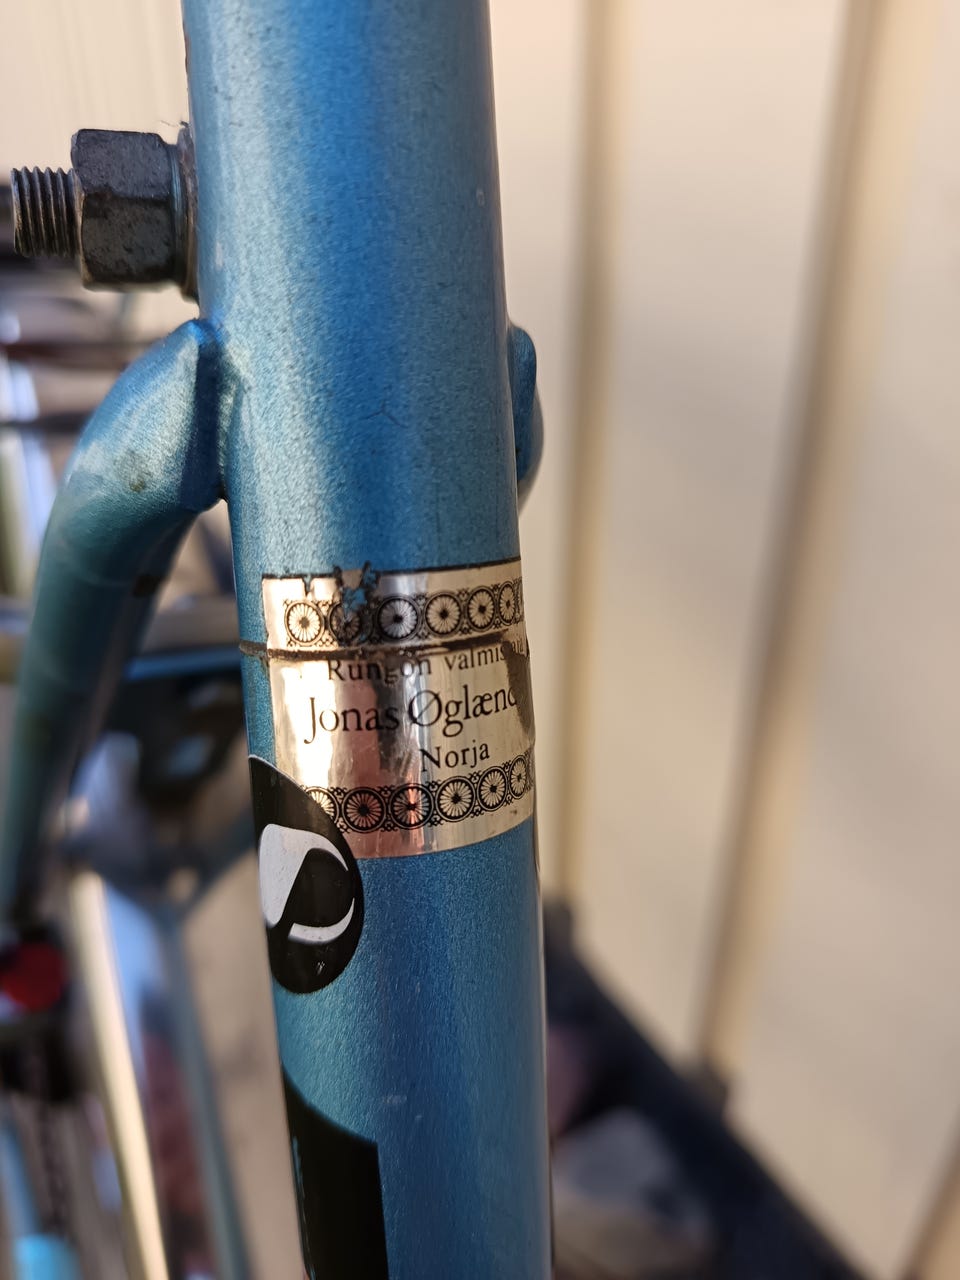 Rungon valmis
Jonas Øglænd
Norja